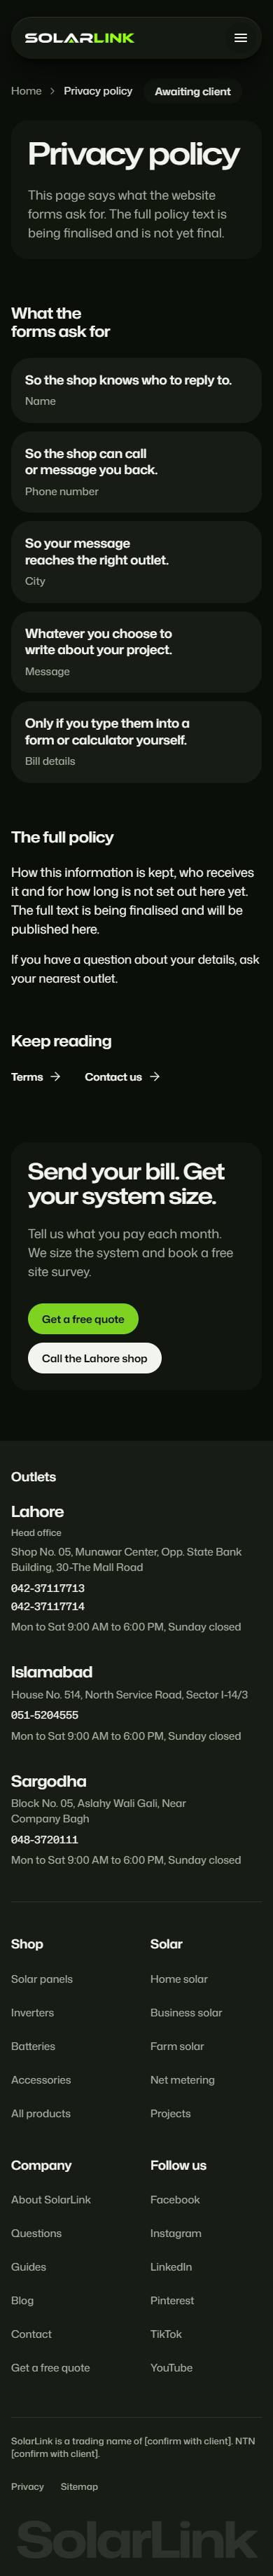 SOLARLINK
Home > Privacy policy Awaiting client
Privacy policy
This page says what the website
forms ask for. The full policy text is
being finalised and is not yet final.
What the
forms ask for
So the shop knows who to reply to.
Name
So the shop can call
or message you back.
Phone number
So your message
reaches the right outlet.
City
Whatever you choose to
write about your project.
Message
Only if you type them into a
form or calculator yourself.
Bill details
The full policy
How this information is kept, who receives
it and for how long is not set out here yet.
The full text is being finalised and will be
published here.
If you have a question about your details, ask
your nearest outlet.
Keep reading
Terms → Contact us →
Send your bill. Get
your system size.
Tell us what you pay each month.
We size the system and book a free
site survey.
Get a free quote
Call the Lahore shop
Outlets
Lahore
Head office
Shop No. 05, Munawar Center, Opp. State Bank
Building, 30-The Mall Road
042-37117713
042-37117714
Mon to Sat 9:00 AM to 6:00 PM, Sunday closed
Islamabad
House No. 514, North Service Road, Sector I-14/3
051-5204555
Mon to Sat 9:00 AM to 6:00 PM, Sunday closed
Sargodha
Block No. 05, Aslahy Wali Gali, Near
Company Bagh
048-3720111
Mon to Sat 9:00 AM to 6:00 PM, Sunday closed
Shop
Solar panels
Inverters
Batteries
Accessories
All products
Solar
Home solar
Business solar
Farm solar
Net metering
Projects
Company
About SolarLink
Questions
Guides
Blog
Contact
Get a free quote
Follow us
Facebook
Instagram
LinkedIn
Pinterest
TikTok
YouTube
SolarLink is a trading name of [confirm with client]. NTN
[confirm with client].
Privacy Sitemap
SolarLink